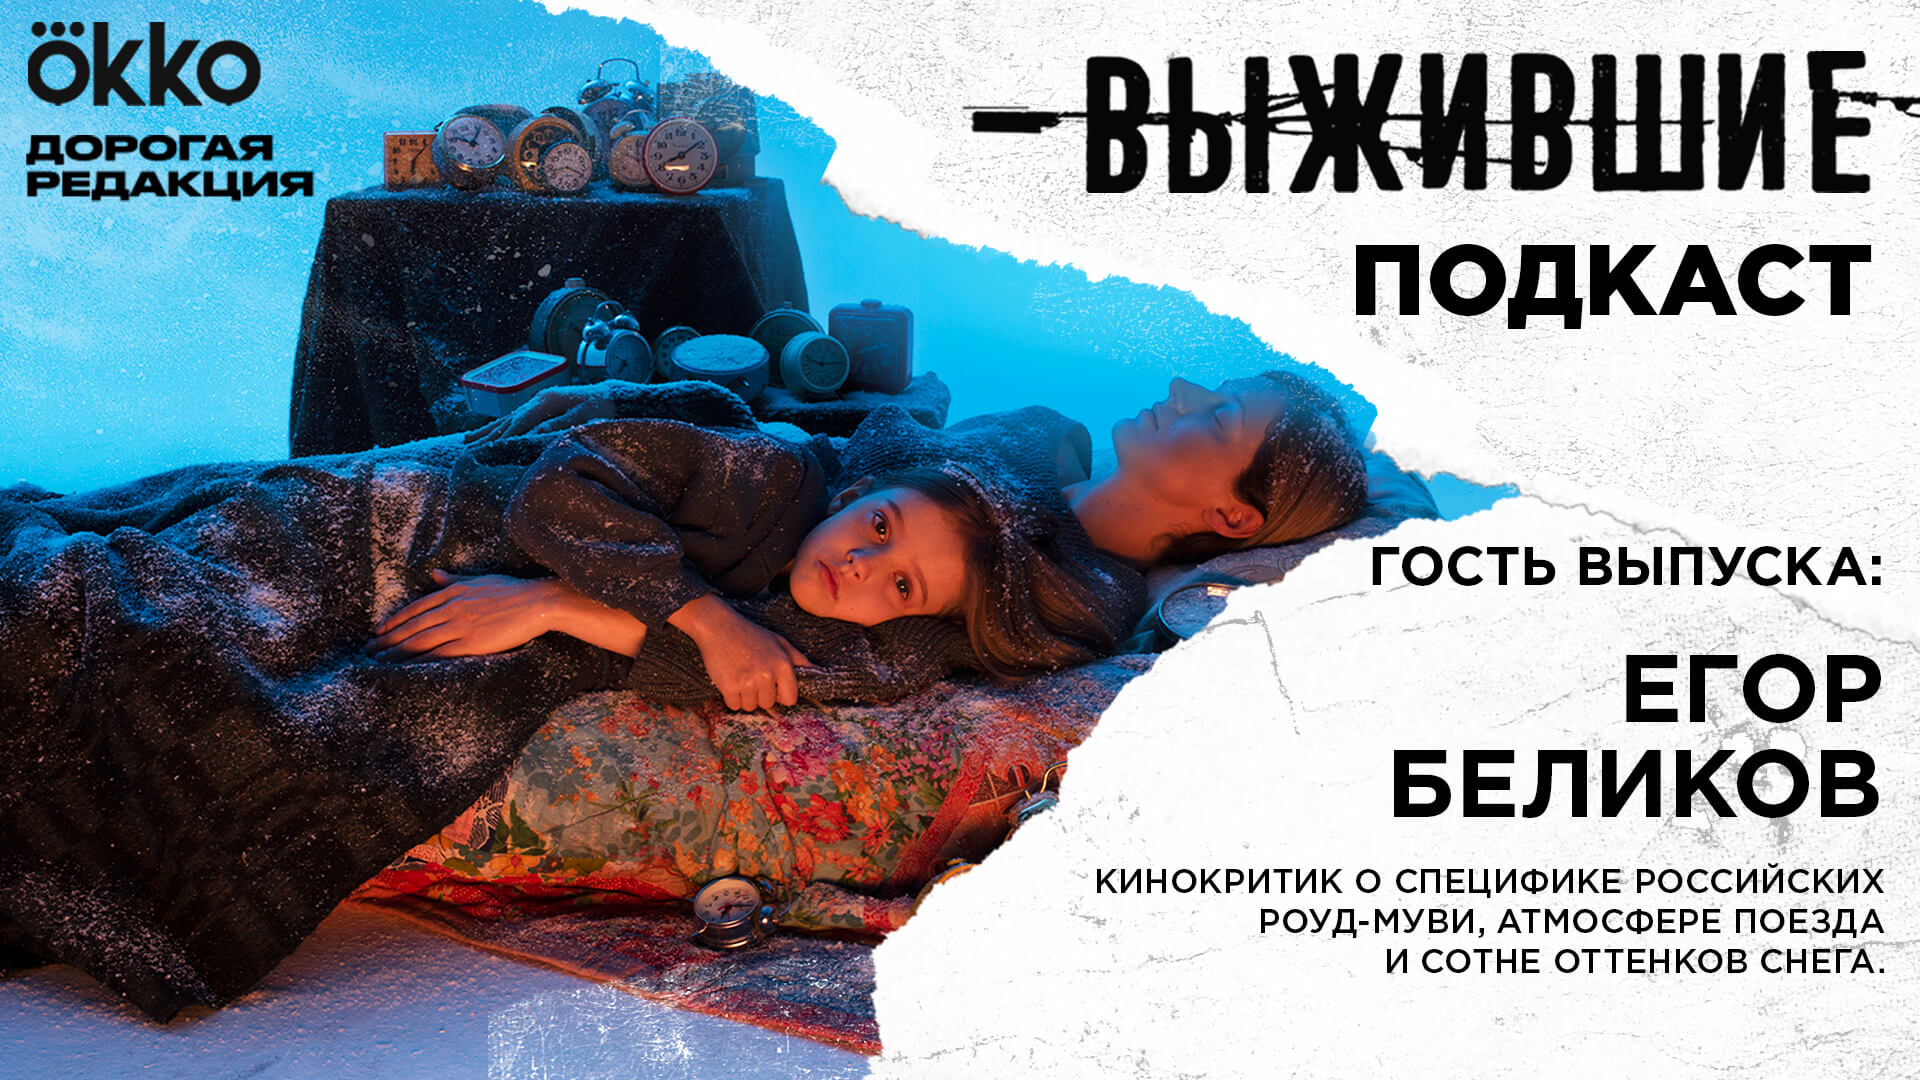 ökko
ДОРОГАЯ
РЕДАКЦИЯ
ВЫЖИВШИЕ
ПОДКАСТ
ГОСТЬ ВЫПУСКА:
ЕГОР
БЕЛИКОВ
КИНОКРИТИК О СПЕЦИФИКЕ РОССИЙСКИХ
РОУД-МУВИ, АТМОСФЕРЕ ПОЕЗДА
И СОТНЕ ОТТЕНКОВ СНЕГА.